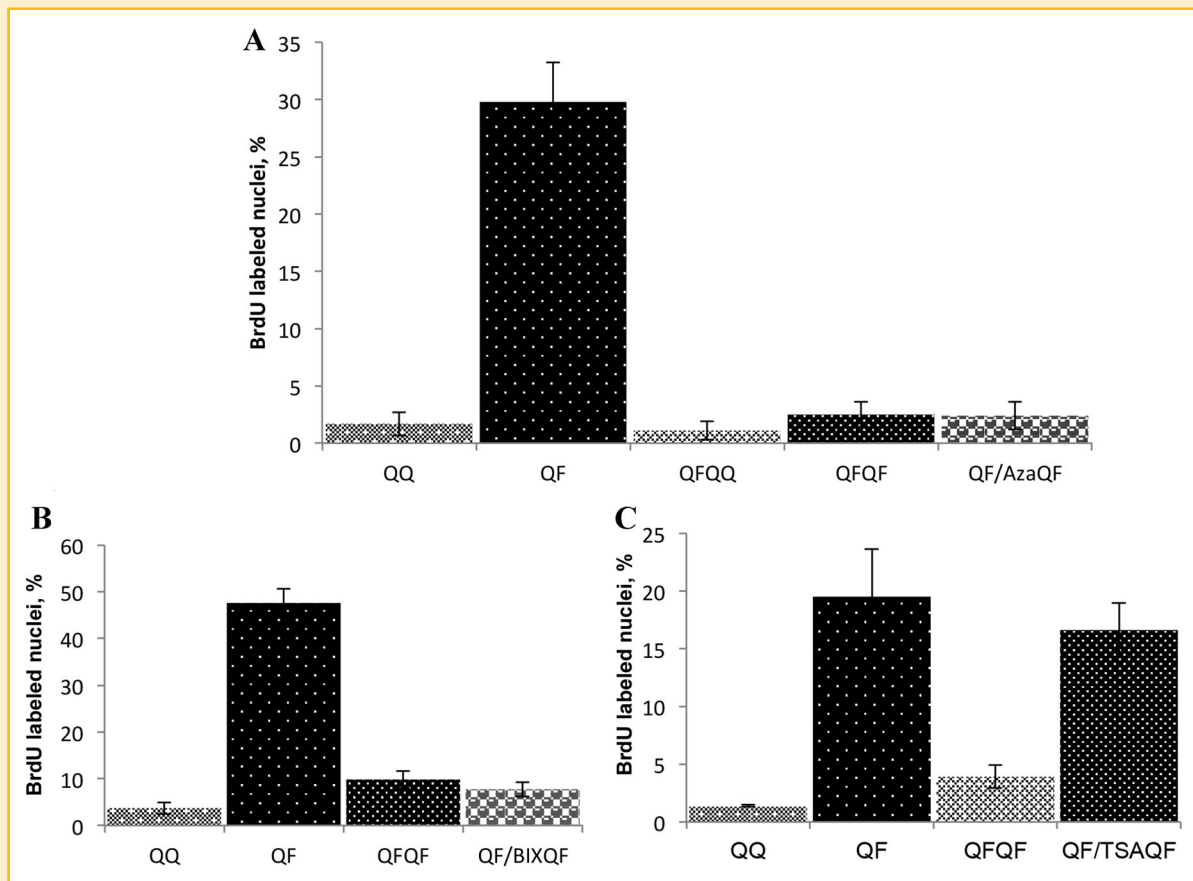 A
BrdU labeled nuclei, %
35
30
25
20
15
10
5
0
QQ
QF
QFQQ
QFQF
QF/AzaQF
B
BrdU labeled nuclei, %
60
50
40
30
20
10
0
QQ
QF
QFQF
QF/BIXQF
C
BrdU labeled nuclei, %
25
20
15
10
5
0
QQ
QF
QFQF
QF/TSAQF